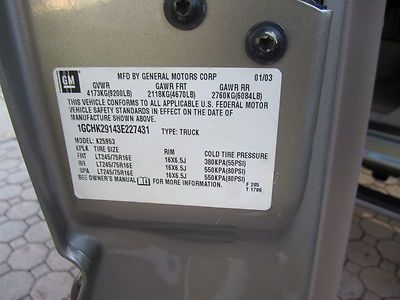 GM
MFD BY GENERAL MOTORS CORP 01/03
GVWR GAWR FRT GAWR RR
4173KG(9200LB) 2118KG(4670LB) 2760KG(6084LB)
THIS VEHICLE CONFORMS TO ALL APPLICABLE U.S. FEDERAL MOTOR
VEHICLE SAFETY STANDARDS IN EFFECT ON THE DATE OF
MANUFACTURE SHOWN ABOVE.
1GCHK29143E227431 TYPE: TRUCK
MODEL: K25953
KPLK TIRE SIZE RIM COLD TIRE PRESSURE
FRT LT245/75R16E 16X6.5J 380KPA(55PSI)
RR LT245/75R16E 16X6.5J 550KPA(80PSI)
SPA LT245/75R16E 16X6.5J 550KPA(80PSI)
SEE OWNER'S MANUAL FOR MORE INFORMATION. F 205
T 1706